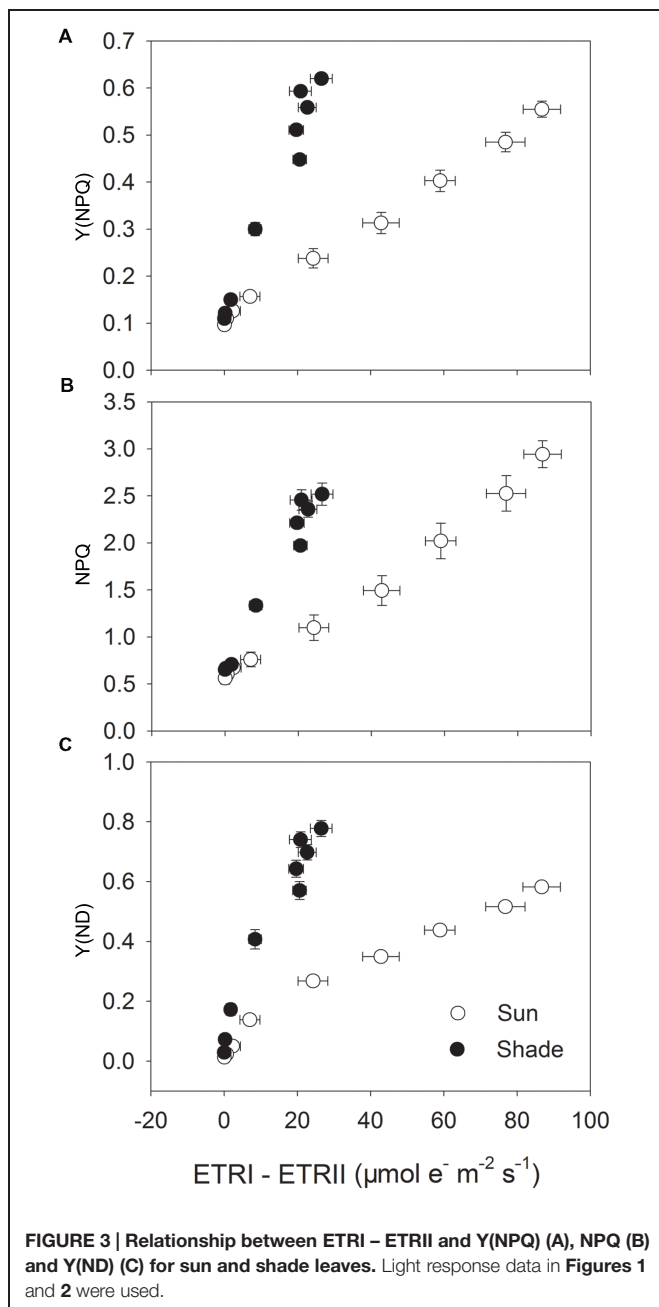 A
0.7
0.6
0.5
0.4
0.3
0.2
0.1
0.0
Y(NPQ)
B
3.5
3.0
2.5
2.0
1.5
1.0
0.5
0.0
NPQ
C
1.0
0.8
0.6
0.4
0.2
0.0
Y(ND)
Sun
Shade
-20 0 20 40 60 80 100
ETRI - ETRII (µmol e⁻ m⁻² s⁻¹)
FIGURE 3 | Relationship between ETRI – ETRII and Y(NPQ) (A), NPQ (B)
and Y(ND) (C) for sun and shade leaves. Light response data in Figures 1
and 2 were used.